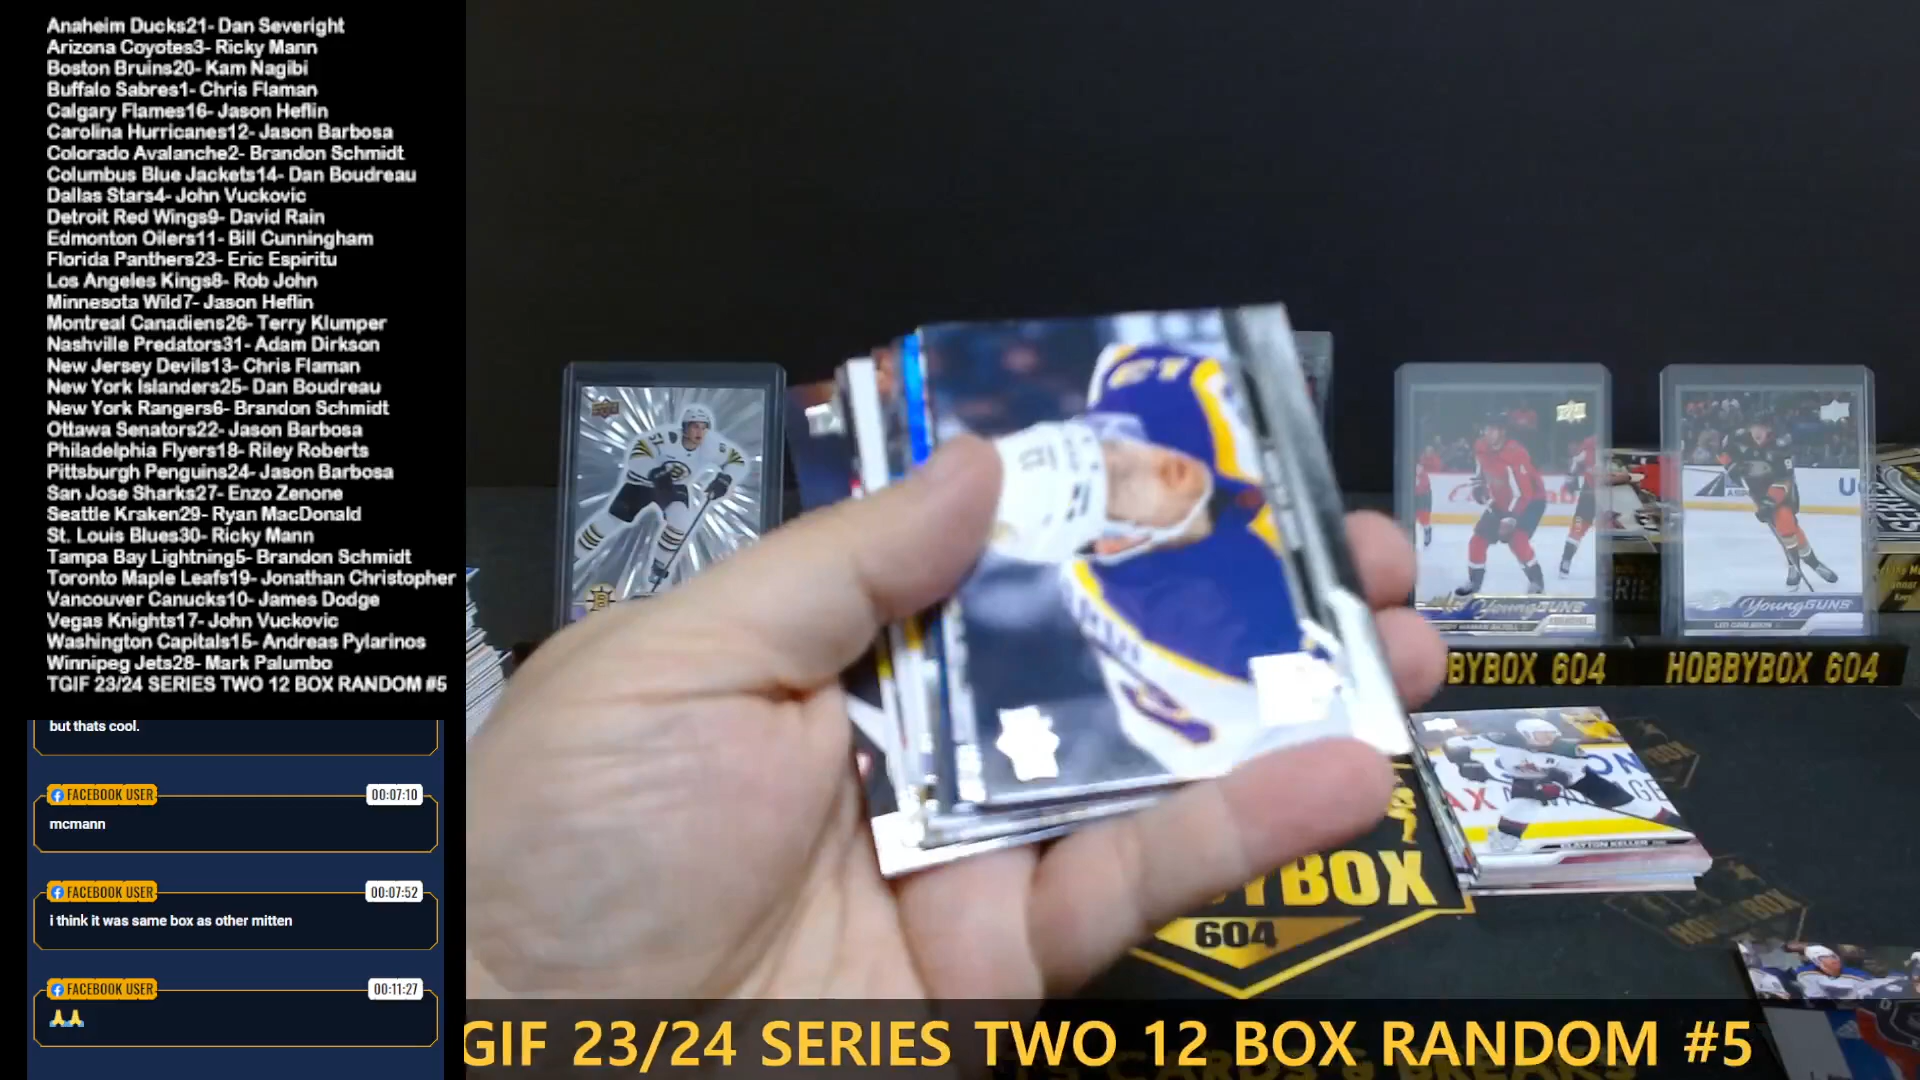 Anaheim Ducks21- Dan Severight
Arizona Coyotes3- Ricky Mann
Boston Bruins20- Kam Nagibi
Buffalo Sabres1- Chris Flaman
Calgary Flames16- Jason Heflin
Carolina Hurricanes12- Jason Barbosa
Colorado Avalanche2- Brandon Schmidt
Columbus Blue Jackets14- Dan Boudreau
Dallas Stars4- John Vuckovic
Detroit Red Wings9- David Rain
Edmonton Oilers11- Bill Cunningham
Florida Panthers23- Eric Espiritu
Los Angeles Kings8- Rob John
Minnesota Wild7- Jason Heflin
Montreal Canadiens26- Terry Klumper
Nashville Predators31- Adam Dirkson
New Jersey Devils13- Chris Flaman
New York Islanders25- Dan Boudreau
New York Rangers6- Brandon Schmidt
Ottawa Senators22- Jason Barbosa
Philadelphia Flyers18- Riley Roberts
Pittsburgh Penguins24- Jason Barbosa
San Jose Sharks27- Enzo Zenone
Seattle Kraken29- Ryan MacDonald
St. Louis Blues30- Ricky Mann
Tampa Bay Lightning5- Brandon Schmidt
Toronto Maple Leafs19- Jonathan Christopher
Vancouver Canucks10- James Dodge
Vegas Knights17- John Vuckovic
Washington Capitals15- Andreas Pylarinos
Winnipeg Jets28- Mark Palumbo
TGIF 23/24 SERIES TWO 12 BOX RANDOM #5
but thats cool.
FACEBOOK USER 00:07:10
mcmann
FACEBOOK USER 00:07:52
i think it was same box as other mitten
FACEBOOK USER 00:11:27
🙏🙏
YOUNG GUNS
YOUNG GUNS
BYBOX 604
HOBBYBOX 604
CLAYTON KELLER
YBOX
604
GIF 23/24 SERIES TWO 12 BOX RANDOM #5